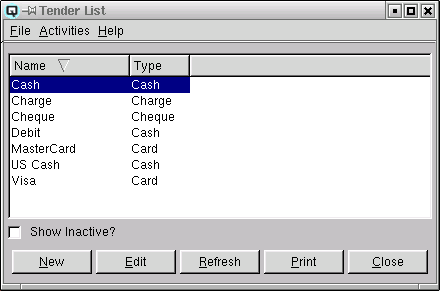 Q Tender List
File Activities Help
Name Type
Cash Cash
Charge Charge
Cheque Cheque
Debit Cash
MasterCard Card
US Cash Cash
Visa Card
Show Inactive?
New Edit Refresh Print Close